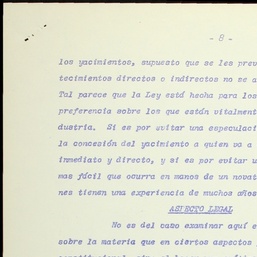 - 8 -
los yacimientos, supuesto que se les prev
tecimientos directos o indirectos no se a
Tal parece que la Ley está hecha para los
preferencia sobre los que están vitalment
dustria. Si es por evitar una especulaci
la concesión del yacimiento a quien va a
inmediato y directo, y si es por evitar u
mas fácil que ocurra en manos de un novat
nes tienen una experiencia de muchos años
ASPECTO LEGAL
No es del caso examinar aquí e
sobre la materia que en ciertos aspectos